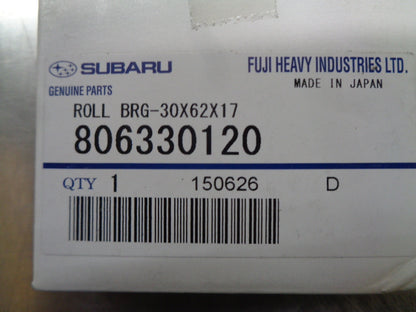 SUBARU FUJI HEAVY INDUSTRIES LTD.
GENUINE PARTS MADE IN JAPAN
ROLL BRG-30X62X17
806330120
QTY 1 150626 D